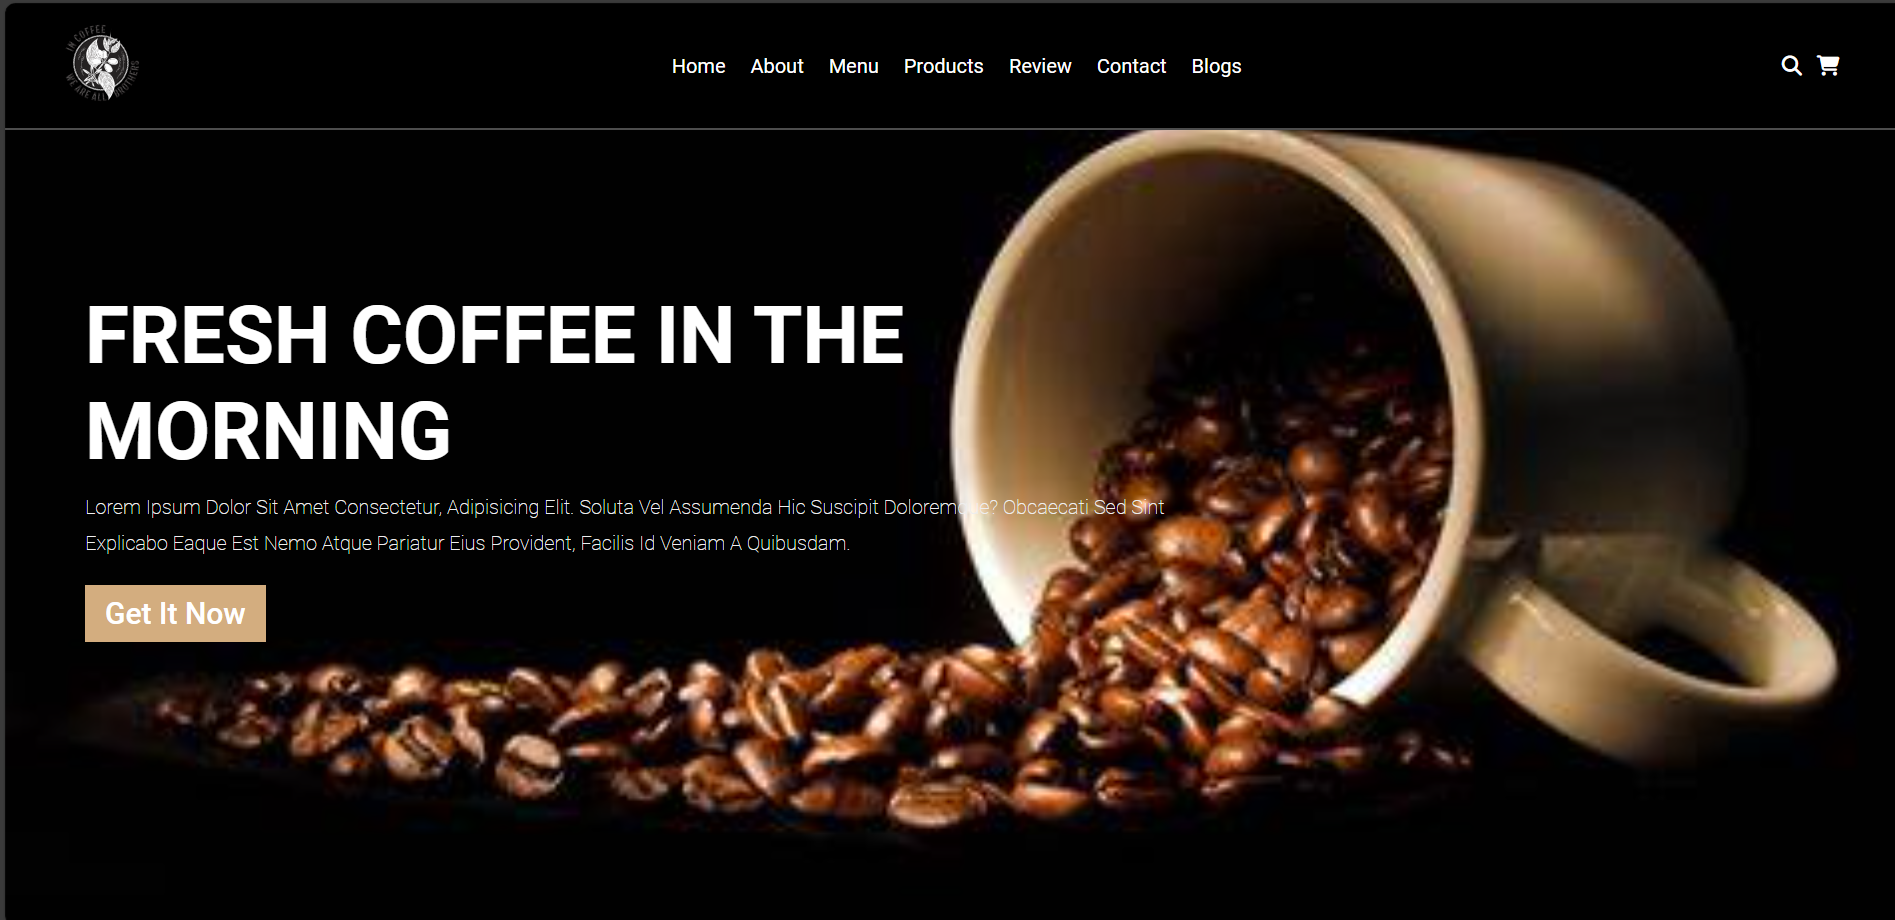 IN COFFEE
WE ARE ALL BROTHERS
Home About Menu Products Review Contact Blogs
FRESH COFFEE IN THE
MORNING
Lorem Ipsum Dolor Sit Amet Consectetur, Adipisicing Elit. Soluta Vel Assumenda Hic Suscipit Doloremque? Obcaecati Sed Sint
Explicabo Eaque Est Nemo Atque Pariatur Eius Provident, Facilis Id Veniam A Quibusdam.
Get It Now